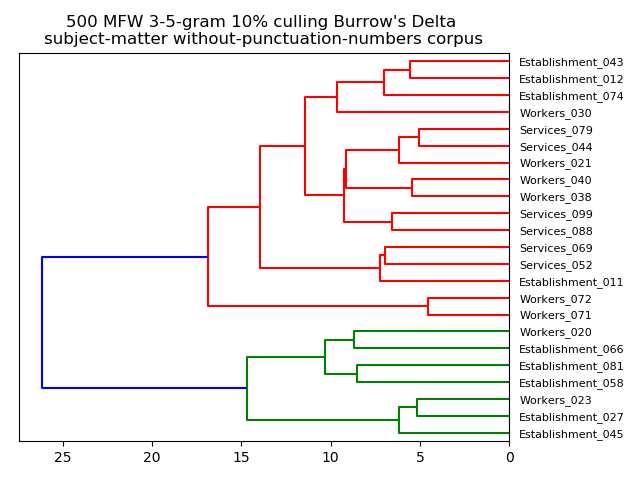 500 MFW 3-5-gram 10% culling Burrow's Delta
subject-matter without-punctuation-numbers corpus
Establishment_043
Establishment_012
Establishment_074
Workers_030
Services_079
Services_044
Workers_021
Workers_040
Workers_038
Services_099
Services_088
Services_069
Services_052
Establishment_011
Workers_072
Workers_071
Workers_020
Establishment_066
Establishment_081
Establishment_058
Workers_023
Establishment_027
Establishment_045
25 20 15 10 5 0